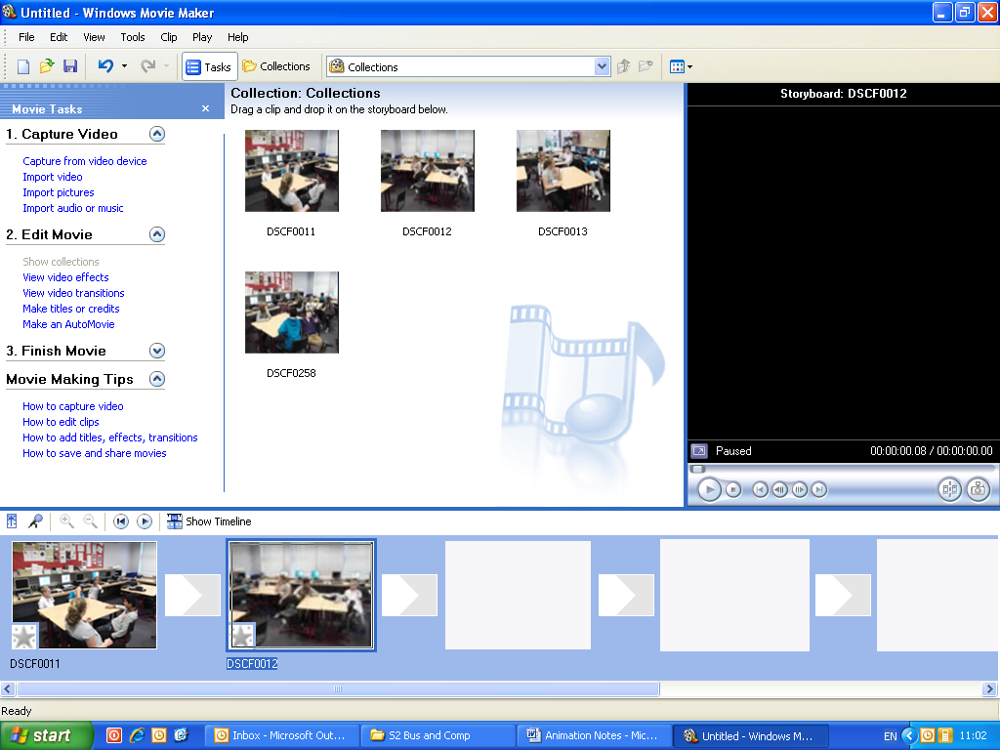 Untitled - Windows Movie Maker
File Edit View Tools Clip Play Help
Tasks Collections Collections
Movie Tasks
1. Capture Video
Capture from video device
Import video
Import pictures
Import audio or music
2. Edit Movie
Show collections
View video effects
View video transitions
Make titles or credits
Make an AutoMovie
3. Finish Movie
Movie Making Tips
How to capture video
How to edit clips
How to add titles, effects, transitions
How to save and share movies
Collection: Collections
Drag a clip and drop it on the storyboard below.
DSCF0011 DSCF0012 DSCF0013
DSCF0258
Storyboard: DSCF0012
Paused 00:00:00.08 / 00:00:00.00
Show Timeline
DSCF0011 DSCF0012
Ready
start Inbox - Microsoft Out... S2 Bus and Comp Animation Notes - Mic... Untitled - Windows M... EN 11:02